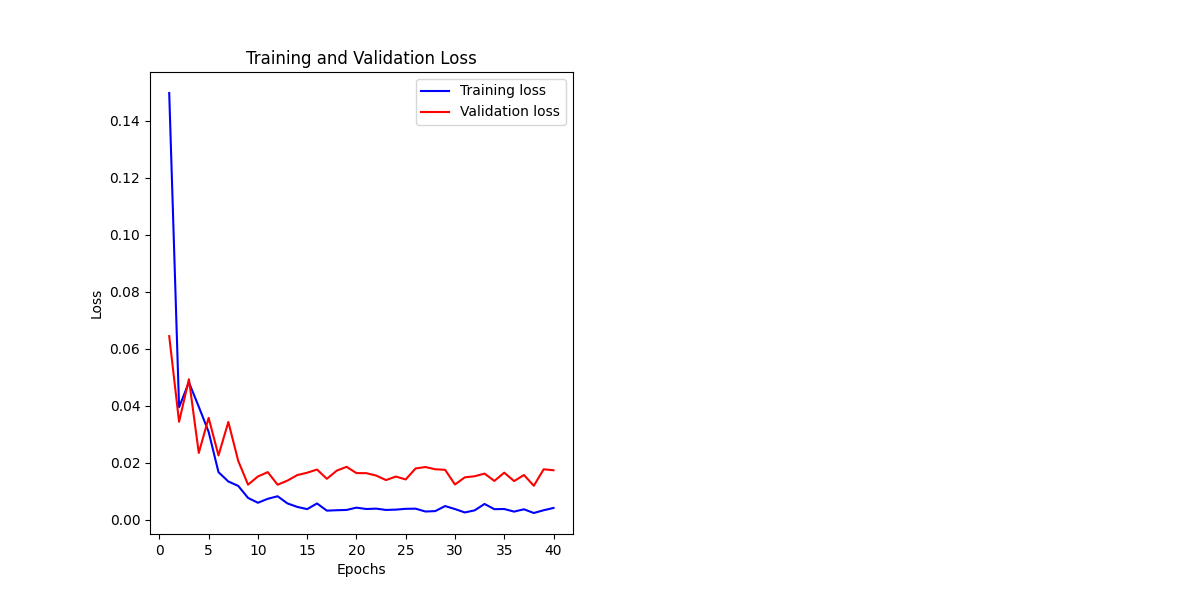 Training and Validation Loss
Training loss
Validation loss
0.14
0.12
0.10
0.08
0.06
0.04
0.02
0.00
Loss
0 5 10 15 20 25 30 35 40
Epochs